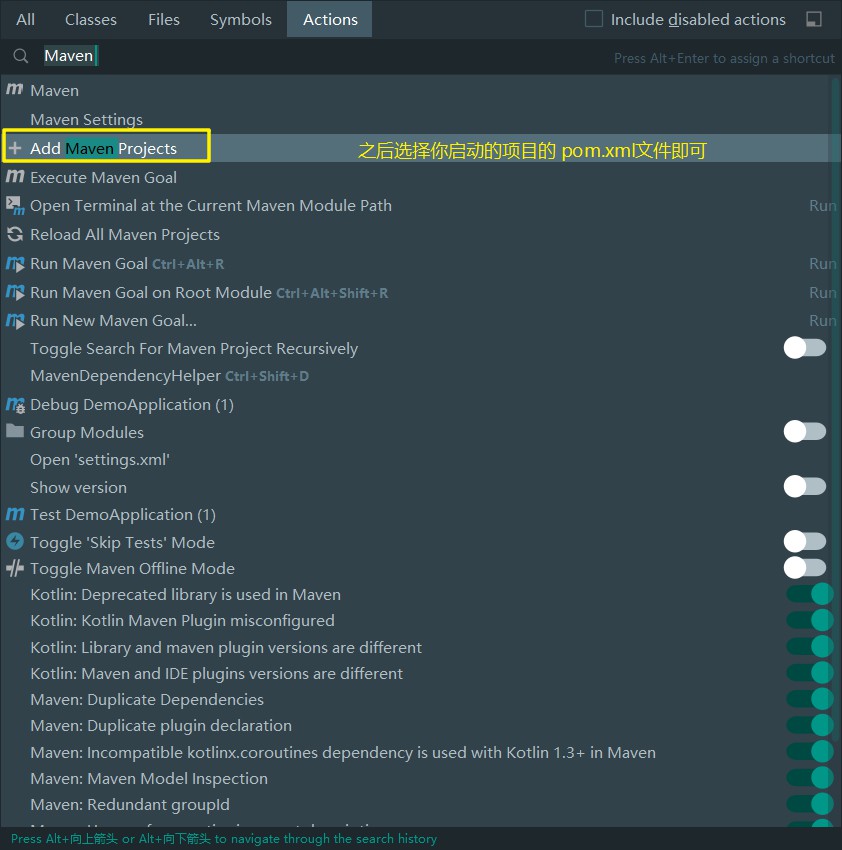 All Classes Files Symbols Actions Include disabled actions
Maven Press Alt+Enter to assign a shortcut
Maven
Maven Settings
Add Maven Projects 之后选择你启动的项目的 pom.xml文件即可
Execute Maven Goal
Open Terminal at the Current Maven Module Path Run
Reload All Maven Projects
Run Maven Goal Ctrl+Alt+R Run
Run Maven Goal on Root Module Ctrl+Alt+Shift+R Run
Run New Maven Goal... Run
Toggle Search For Maven Project Recursively
MavenDependencyHelper Ctrl+Shift+D
Debug DemoApplication (1)
Group Modules
Open 'settings.xml'
Show version
Test DemoApplication (1)
Toggle 'Skip Tests' Mode
Toggle Maven Offline Mode
Kotlin: Deprecated library is used in Maven
Kotlin: Kotlin Maven Plugin misconfigured
Kotlin: Library and maven plugin versions are different
Kotlin: Maven and IDE plugins versions are different
Maven: Duplicate Dependencies
Maven: Duplicate plugin declaration
Maven: Incompatible kotlinx.coroutines dependency is used with Kotlin 1.3+ in Maven
Maven: Maven Model Inspection
Maven: Redundant groupId
Press Alt+向上箭头 or Alt+向下箭头 to navigate through the search history